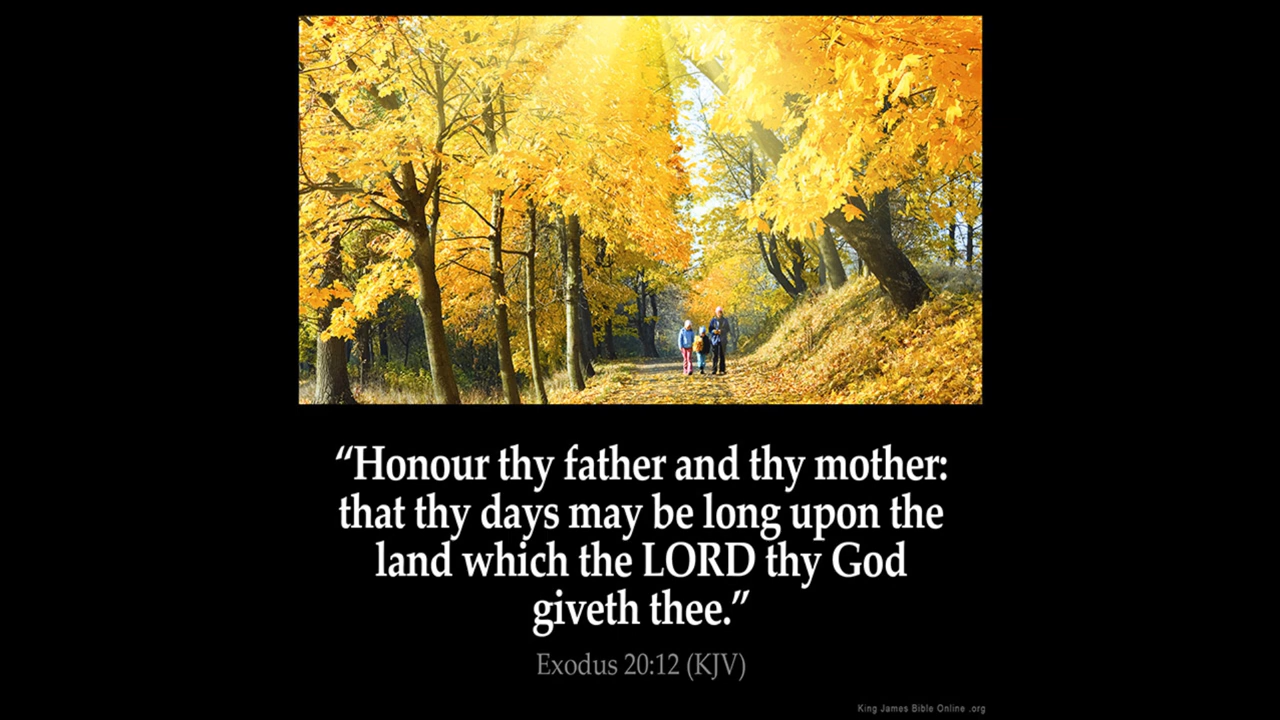 “Honour thy father and thy mother:
that thy days may be long upon the
land which the LORD thy God
giveth thee.”
Exodus 20:12 (KJV)
King James Bible Online .org